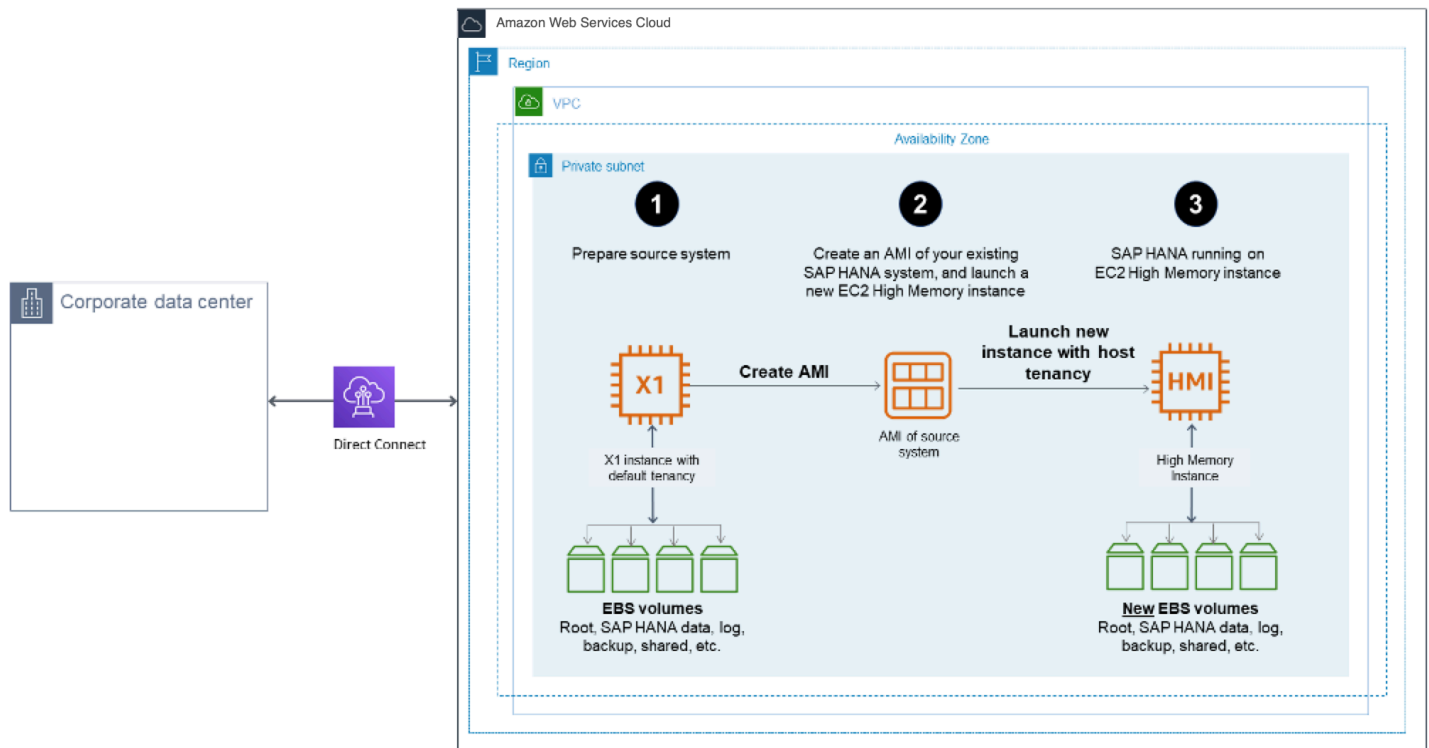 Amazon Web Services Cloud
Region
VPC
Availability Zone
Private subnet
1
2
3
Prepare source system
Create an AMI of your existing
SAP HANA system, and launch a
new EC2 High Memory instance
SAP HANA running on
EC2 High Memory instance
Corporate data center
Direct Connect
X1
Create AMI
Launch new
instance with host
tenancy
HMI
AMI of source
system
X1 instance with
default tenancy
High Memory
Instance
EBS volumes
Root, SAP HANA data, log,
backup, shared, etc.
New EBS volumes
Root, SAP HANA data, log,
backup, shared, etc.